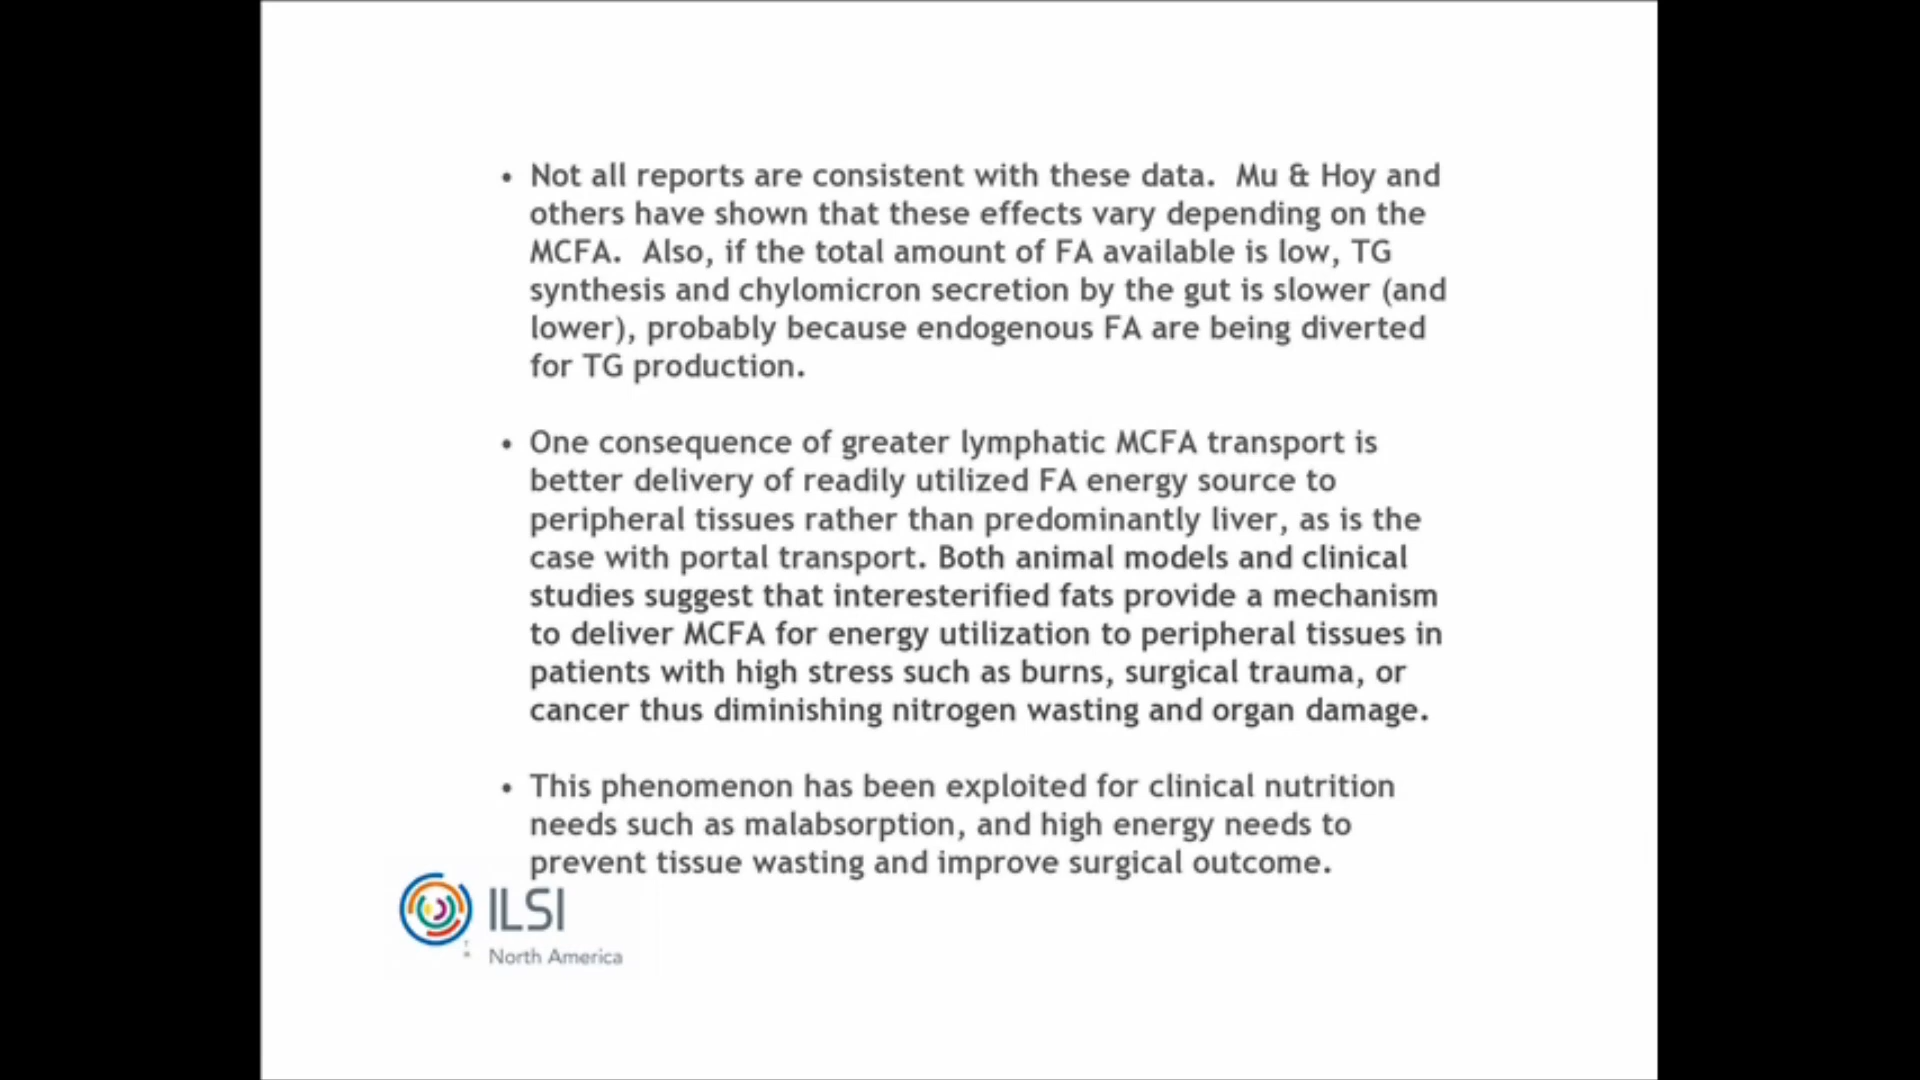 • Not all reports are consistent with these data. Mu & Hoy and
others have shown that these effects vary depending on the
MCFA. Also, if the total amount of FA available is low, TG
synthesis and chylomicron secretion by the gut is slower (and
lower), probably because endogenous FA are being diverted
for TG production.
• One consequence of greater lymphatic MCFA transport is
better delivery of readily utilized FA energy source to
peripheral tissues rather than predominantly liver, as is the
case with portal transport. Both animal models and clinical
studies suggest that interesterified fats provide a mechanism
to deliver MCFA for energy utilization to peripheral tissues in
patients with high stress such as burns, surgical trauma, or
cancer thus diminishing nitrogen wasting and organ damage.
• This phenomenon has been exploited for clinical nutrition
needs such as malabsorption, and high energy needs to
prevent tissue wasting and improve surgical outcome.
ILSI
North America